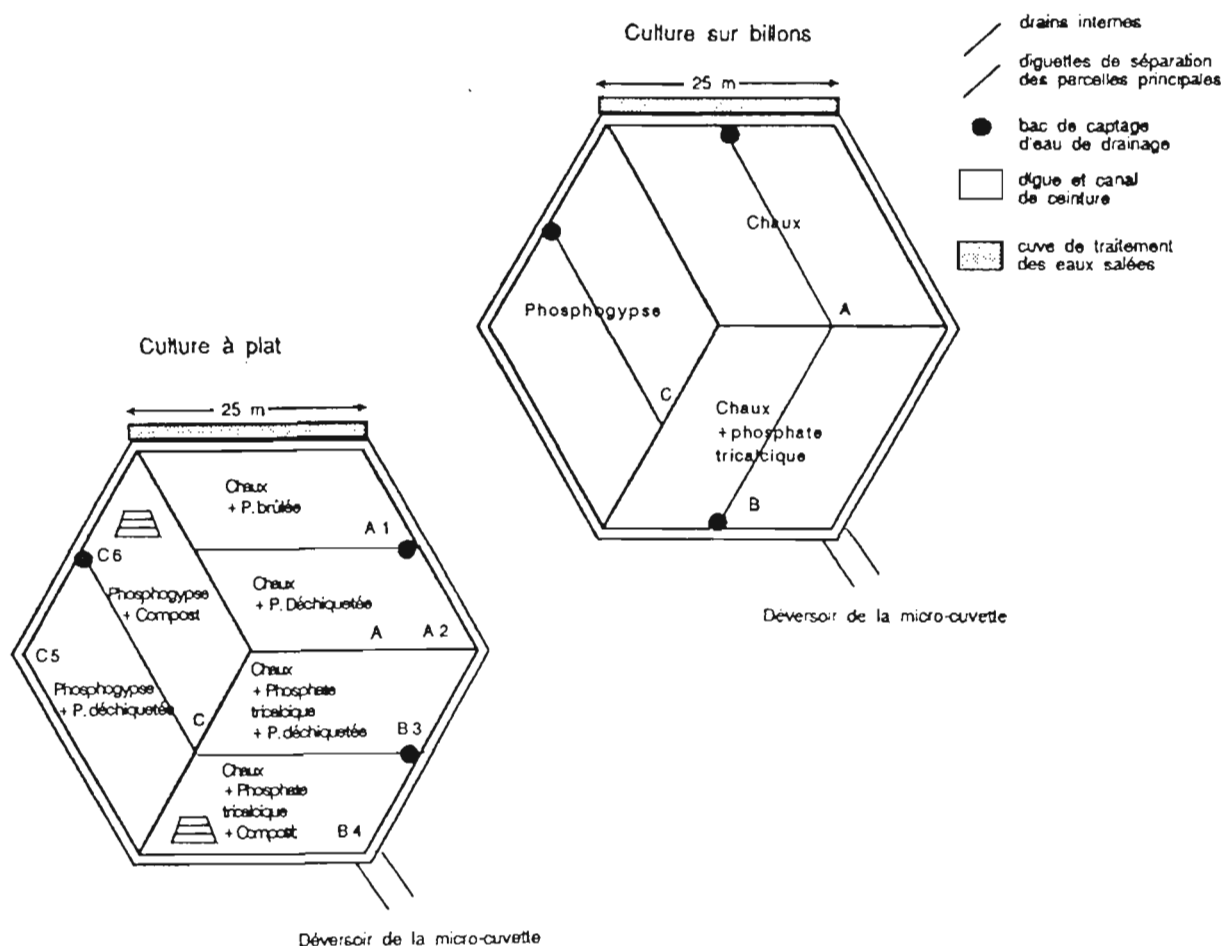 Culture sur billons
25 m
Chaux
A
Phosphogypse
C
Chaux
+ phosphate
tricalcique
B
Déversoir de la micro-cuvette
drains internes
diguettes de séparation
des parcelles principales
bac de captage
d'eau de drainage
digue et canal
de ceinture
cuve de traitement
des eaux salées
Culture à plat
25 m
Chaux
+ P. brûlée
A 1
C 6
Phosphogypse
+ Compost
Chaux
+ P. Déchiquetée
A
A 2
C 5
Phosphogypse
+ P. déchiquetée
C
Chaux
+ Phosphate
tricalcique
+ P. déchiquetée
B 3
Chaux
+ Phosphate
tricalcique
+ Compost
B 4
Déversoir de la micro-cuvette